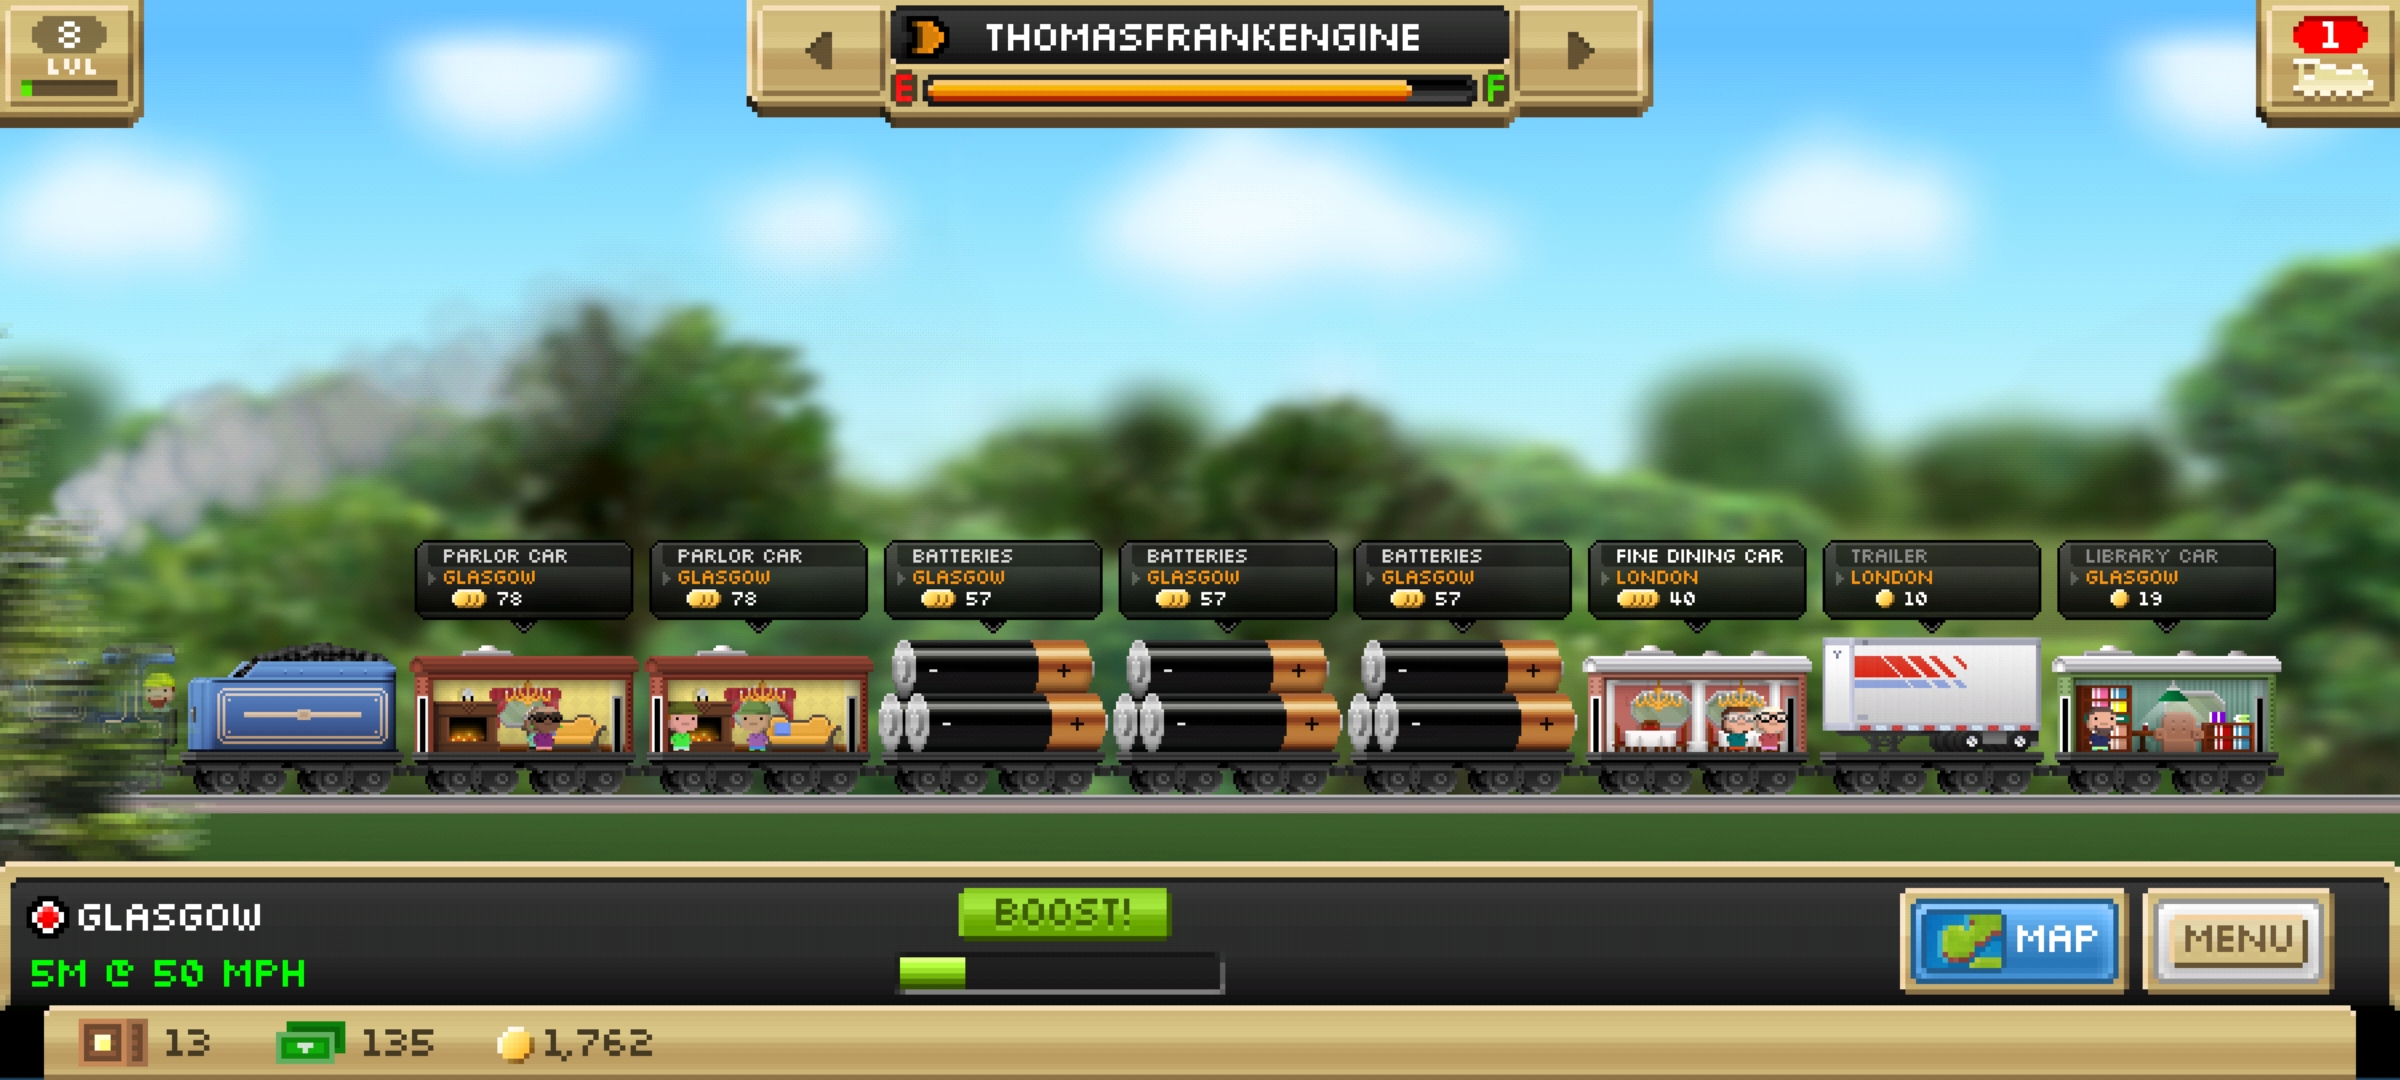 8
LVL
THOMASFRANKENGINE
E F
1
PARLOR CAR
GLASGOW
78
PARLOR CAR
GLASGOW
78
BATTERIES
GLASGOW
57
BATTERIES
GLASGOW
57
BATTERIES
GLASGOW
57
FINE DINING CAR
LONDON
40
TRAILER
LONDON
10
LIBRARY CAR
GLASGOW
19
- +
- +
- +
- +
- +
- +
GLASGOW
5M @ 50 MPH
BOOST!
MAP
MENU
13
135
1,762